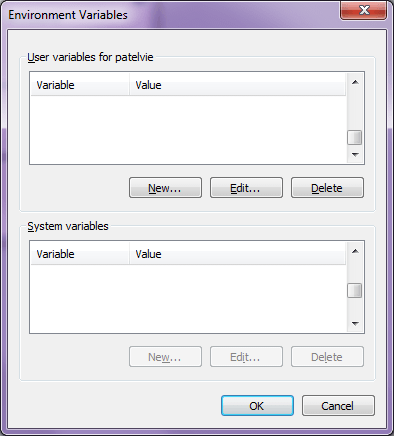 Environment Variables
User variables for patelvie
Variable Value
New... Edit... Delete
System variables
Variable Value
New... Edit... Delete
OK Cancel